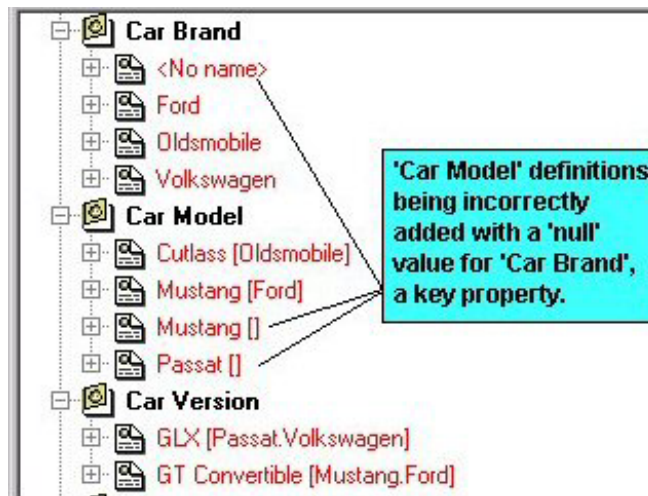 Car Brand
<No name>
Ford
Oldsmobile
Volkswagen
Car Model
Cutlass [Oldsmobile]
Mustang [Ford]
Mustang []
Passat []
Car Version
GLX [Passat.Volkswagen]
GT Convertible [Mustang.Ford]
'Car Model' definitions
being incorrectly
added with a 'null'
value for 'Car Brand',
a key property.